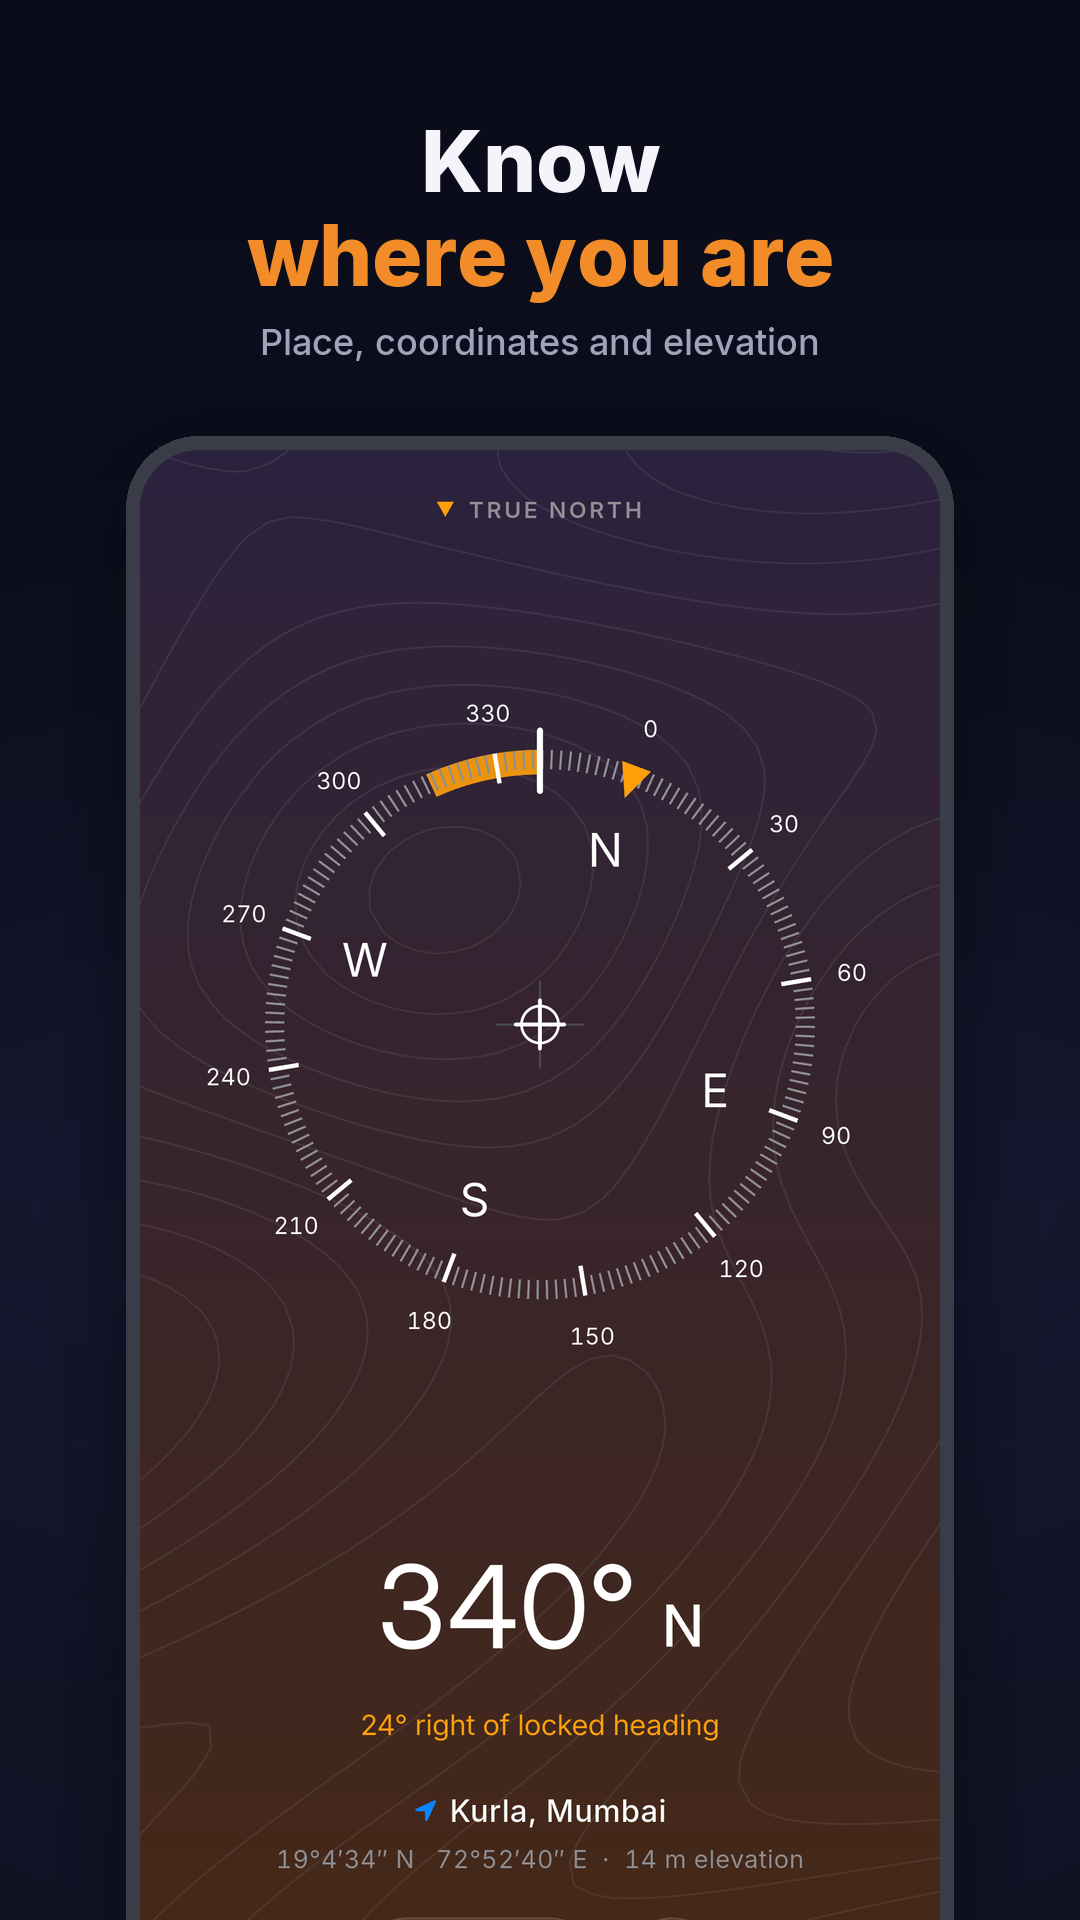 Know
where you are
Place, coordinates and elevation
▼ TRUE NORTH
330
0
300
30
N
270
W
60
240
E
90
S
210
120
180
150
340° N
24° right of locked heading
Kurla, Mumbai
19°4′34″ N 72°52′40″ E · 14 m elevation